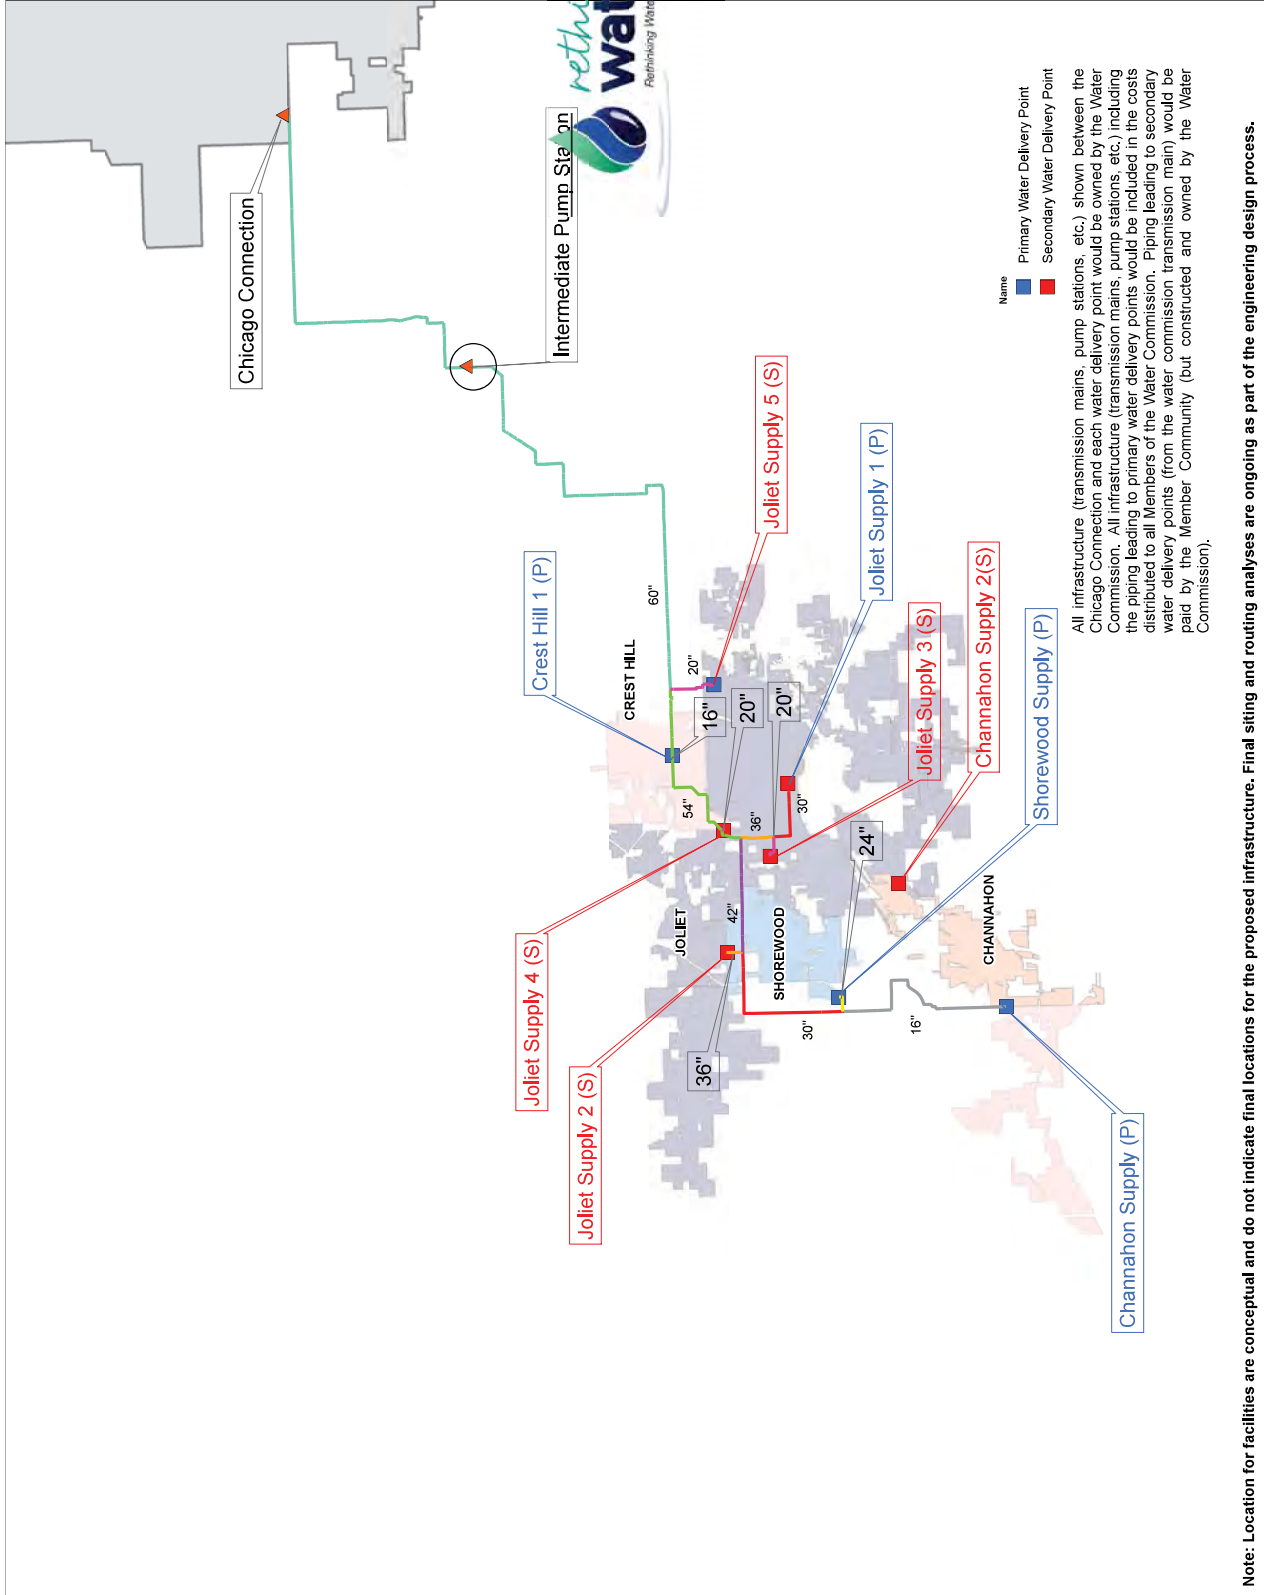 Chicago Connection
Intermediate Pump Station
rethi
wat
Rethinking Wate
Crest Hill 1 (P)
60"
CREST HILL
20"
16"
20"
20"
Joliet Supply 5 (S)
Joliet Supply 1 (P)
Joliet Supply 3 (S)
Channahon Supply 2(S)
Shorewood Supply (P)
54"
36"
30"
24"
Joliet Supply 4 (S)
JOLIET
42"
SHOREWOOD
CHANNAHON
Joliet Supply 2 (S)
36"
30"
16"
Channahon Supply (P)
Name
Primary Water Delivery Point
Secondary Water Delivery Point
All infrastructure (transmission mains, pump stations, etc.) shown between the
Chicago Connection and each water delivery point would be owned by the Water
Commission. All infrastructure (transmission mains, pump stations, etc.) including
the piping leading to primary water delivery points would be included in the costs
distributed to all Members of the Water Commission. Piping leading to secondary
water delivery points (from the water commission transmission main) would be
paid by the Member Community (but constructed and owned by the Water
Commission).
Note: Location for facilities are conceptual and do not indicate final locations for the proposed infrastructure. Final siting and routing analyses are ongoing as part of the engineering design process.